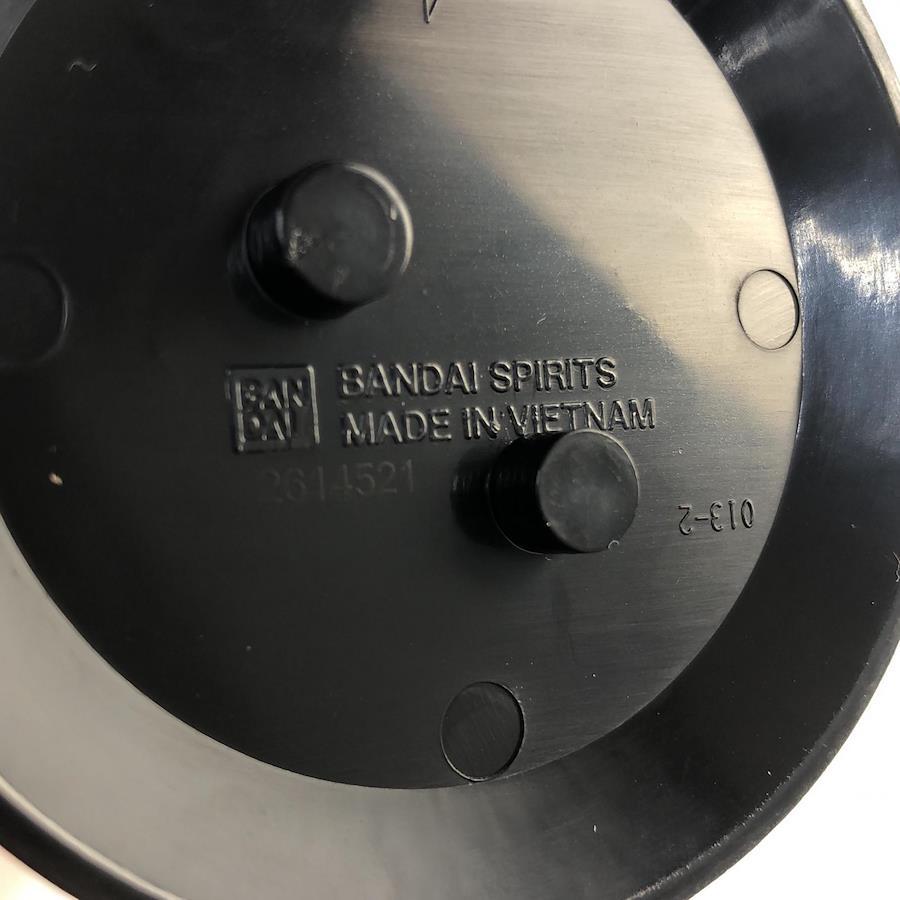 BAN
DAI
BANDAI SPIRITS
MADE IN VIETNAM
2614521
013-2